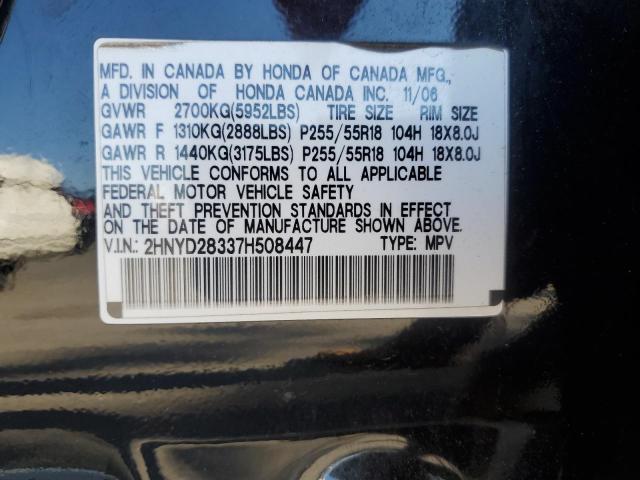 MFD. IN CANADA BY HONDA OF CANADA MFG.,
A DIVISION OF HONDA CANADA INC. 11/06
GVWR 2700KG(5952LBS) TIRE SIZE RIM SIZE
GAWR F 1310KG(2888LBS) P255/55R18 104H 18X8.0J
GAWR R 1440KG(3175LBS) P255/55R18 104H 18X8.0J
THIS VEHICLE CONFORMS TO ALL APPLICABLE
FEDERAL MOTOR VEHICLE SAFETY
AND THEFT PREVENTION STANDARDS IN EFFECT
ON THE DATE OF MANUFACTURE SHOWN ABOVE.
V.I.N.: 2HNYD28337H508447 TYPE: MPV